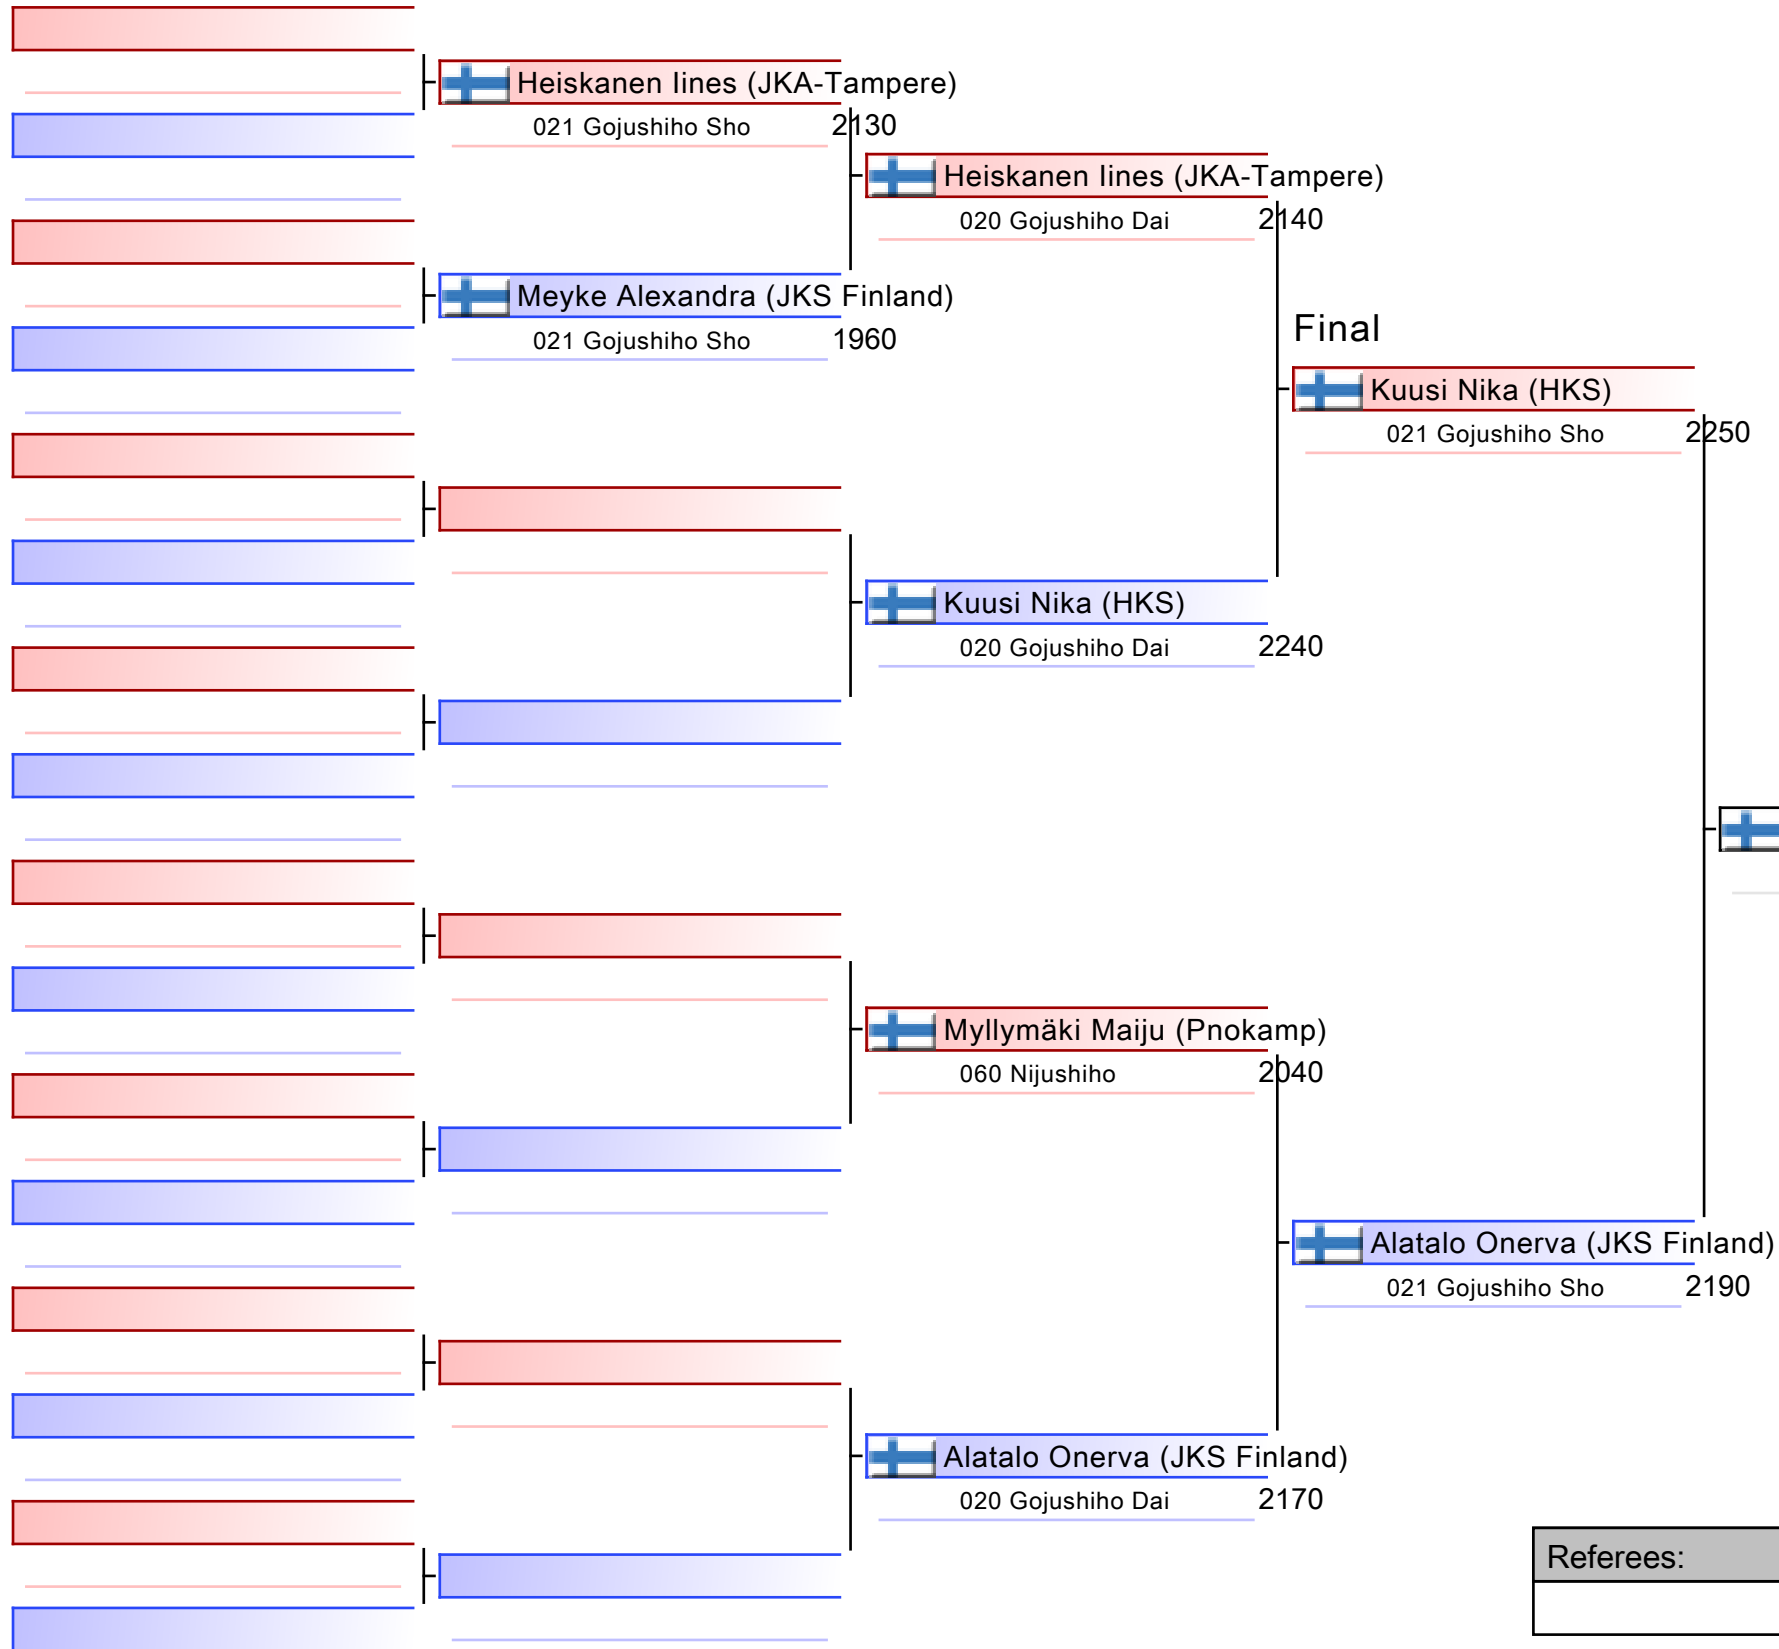 Heiskanen Iines (JKA-Tampere)
021 Gojushiho Sho 2130
Heiskanen Iines (JKA-Tampere)
020 Gojushiho Dai 2140
Meyke Alexandra (JKS Finland)
021 Gojushiho Sho 1960
Final
Kuusi Nika (HKS)
021 Gojushiho Sho 2250
Kuusi Nika (HKS)
020 Gojushiho Dai 2240
Myllymäki Maiju (Pnokamp)
060 Nijushiho 2040
Alatalo Onerva (JKS Finland)
021 Gojushiho Sho 2190
Alatalo Onerva (JKS Finland)
020 Gojushiho Dai 2170
Referees: